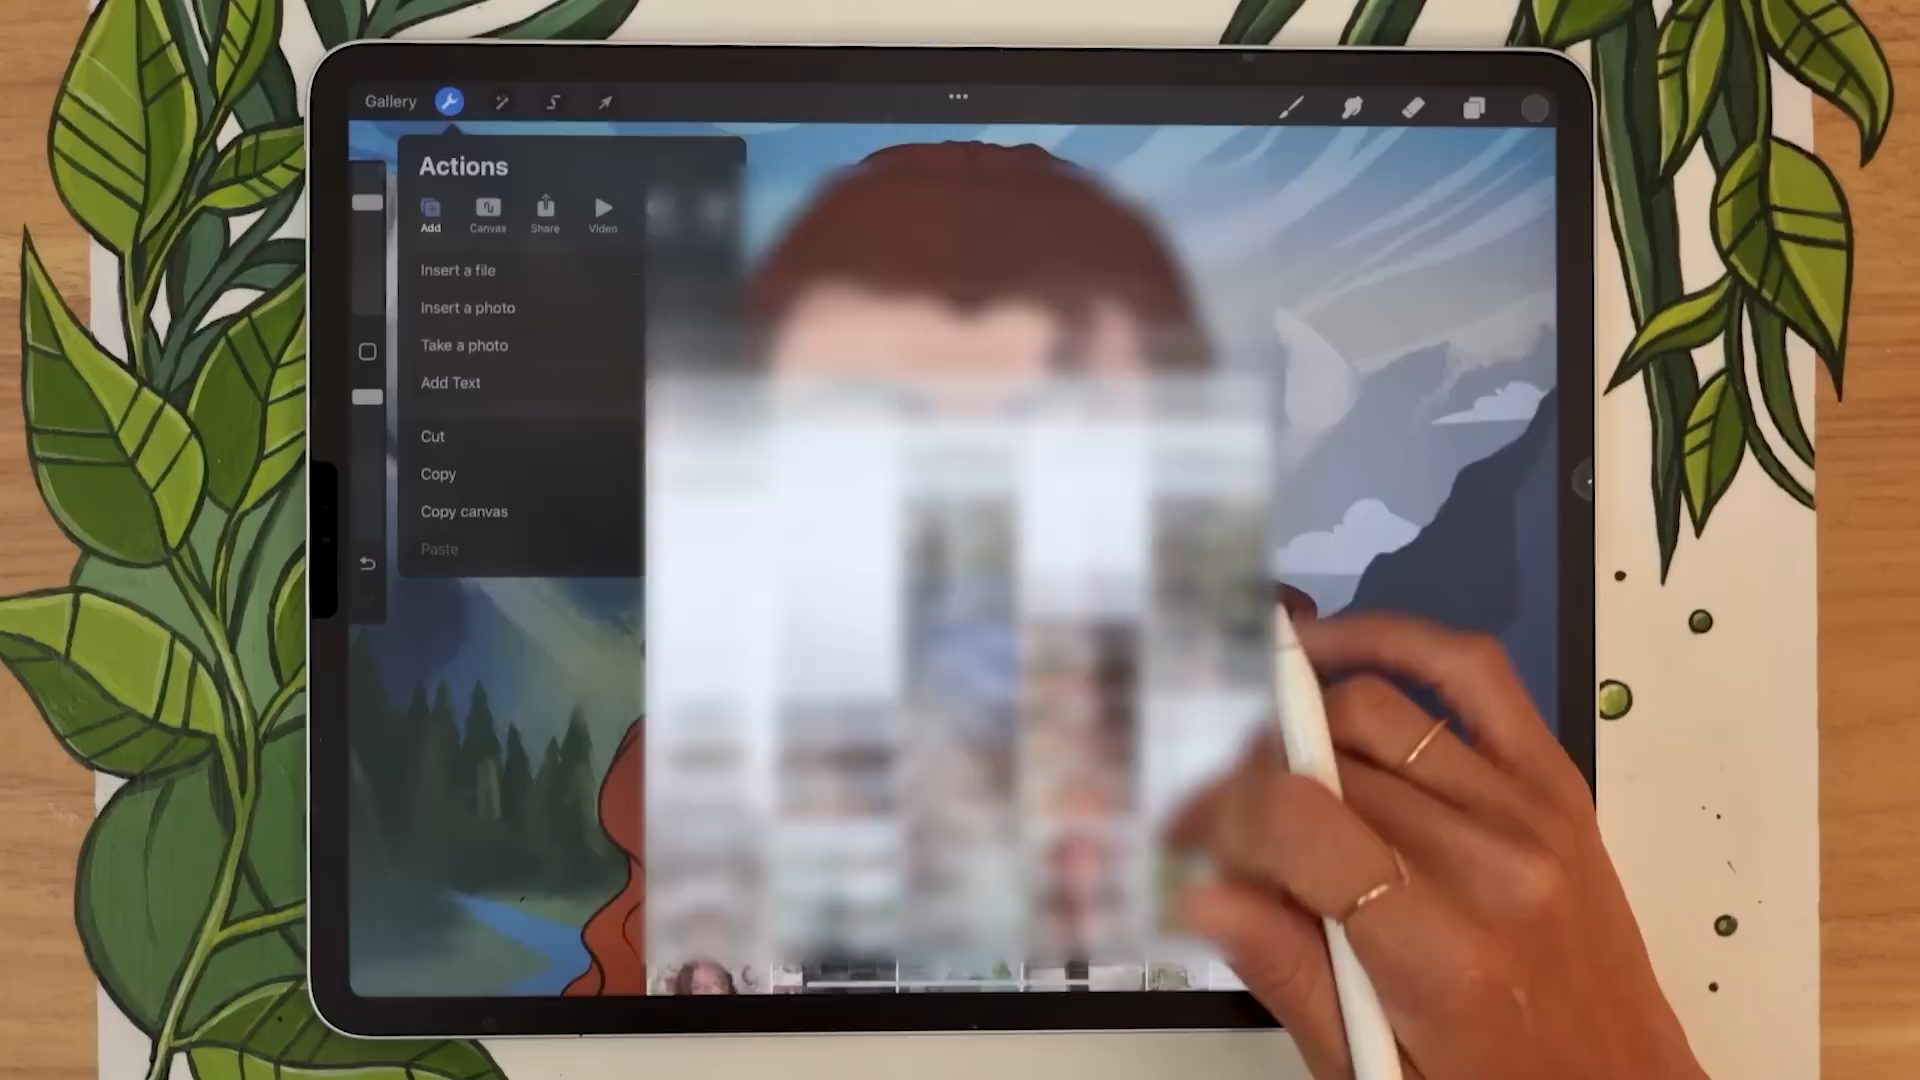 Gallery
Actions
Add Canvas Share Video
Insert a file
Insert a photo
Take a photo
Add Text
Cut
Copy
Copy canvas
Paste